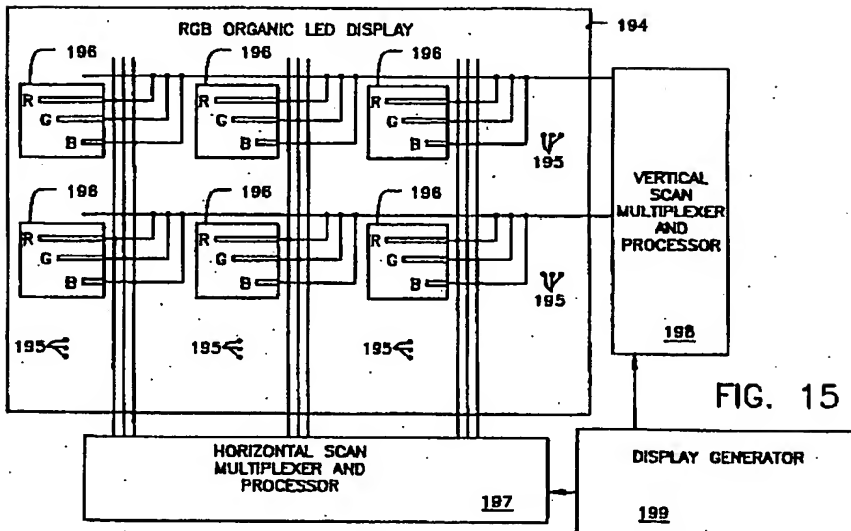 RGB ORGANIC LED DISPLAY
194
196 196 196
R R R
G G G
B B B
195
196 196 196
R R R
G G G
B B B
195
195 195 195
VERTICAL
SCAN
MULTIPLEXER
AND
PROCESSOR
198
FIG. 15
HORIZONTAL SCAN
MULTIPLEXER AND
PROCESSOR
197
DISPLAY GENERATOR
199